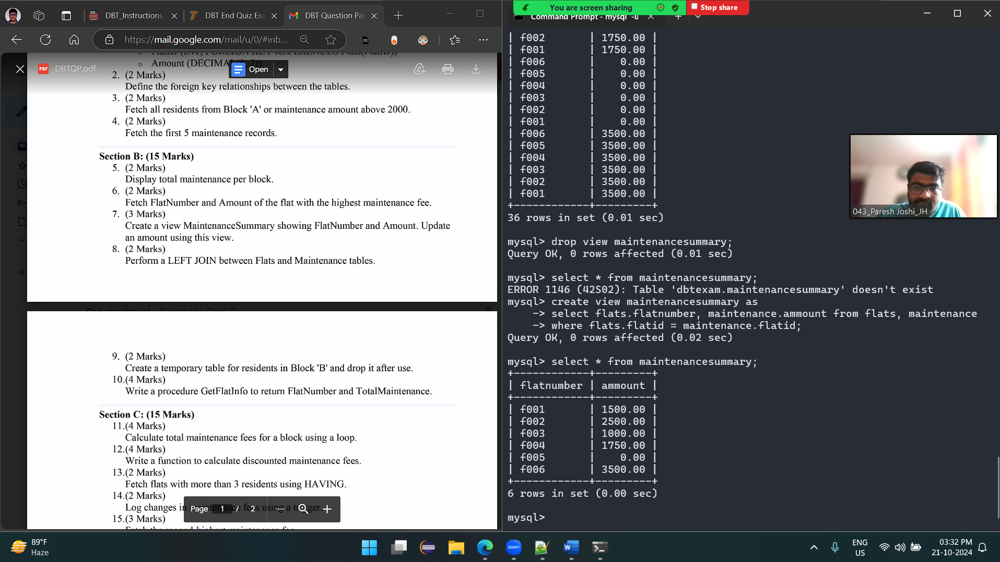 You are screen sharing
Stop share
DBT_Instructions_
DBT End Quiz Exa
DBT Question Pap
Command Prompt - mysql -u
https://mail.google.com/mail/u/0/#inb...
DBTQP.pdf
Open
Amount (DECIMAL(8, 2))
2. (2 Marks)
Define the foreign key relationships between the tables.
3. (2 Marks)
Fetch all residents from Block 'A' or maintenance amount above 2000.
4. (2 Marks)
Fetch the first 5 maintenance records.
Section B: (15 Marks)
5. (2 Marks)
Display total maintenance per block.
6. (2 Marks)
Fetch FlatNumber and Amount of the flat with the highest maintenance fee.
7. (3 Marks)
Create a view MaintenanceSummary showing FlatNumber and Amount. Update
an amount using this view.
8. (2 Marks)
Perform a LEFT JOIN between Flats and Maintenance tables.
9. (2 Marks)
Create a temporary table for residents in Block 'B' and drop it after use.
10.(4 Marks)
Write a procedure GetFlatInfo to return FlatNumber and TotalMaintenance.
Section C: (15 Marks)
11.(4 Marks)
Calculate total maintenance fees for a block using a loop.
12.(4 Marks)
Write a function to calculate discounted maintenance fees.
13.(2 Marks)
Fetch flats with more than 3 residents using HAVING.
14.(2 Marks)
Log changes in maintenance fees using a trigger.
15.(3 Marks)
Page 1 / 2
| f002 | 1750.00 |
| f001 | 1750.00 |
| f006 | 0.00 |
| f005 | 0.00 |
| f004 | 0.00 |
| f003 | 0.00 |
| f002 | 0.00 |
| f001 | 0.00 |
| f006 | 3500.00 |
| f005 | 3500.00 |
| f004 | 3500.00 |
| f003 | 3500.00 |
| f002 | 3500.00 |
| f001 | 3500.00 |
+------------+---------+
36 rows in set (0.01 sec)
mysql> drop view maintenancesummary;
Query OK, 0 rows affected (0.01 sec)
mysql> select * from maintenancesummary;
ERROR 1146 (42S02): Table 'dbtexam.maintenancesummary' doesn't exist
mysql> create view maintenancesummary as
-> select flats.flatnumber, maintenance.ammount from flats, maintenance
-> where flats.flatid = maintenance.flatid;
Query OK, 0 rows affected (0.02 sec)
mysql> select * from maintenancesummary;
+------------+---------+
| flatnumber | ammount |
+------------+---------+
| f001 | 1500.00 |
| f002 | 2500.00 |
| f003 | 1000.00 |
| f004 | 1750.00 |
| f005 | 0.00 |
| f006 | 3500.00 |
+------------+---------+
6 rows in set (0.00 sec)
mysql>
043_Paresh Joshi_JH
89°F
Haze
zoom
ENG
US
03:32 PM
21-10-2024